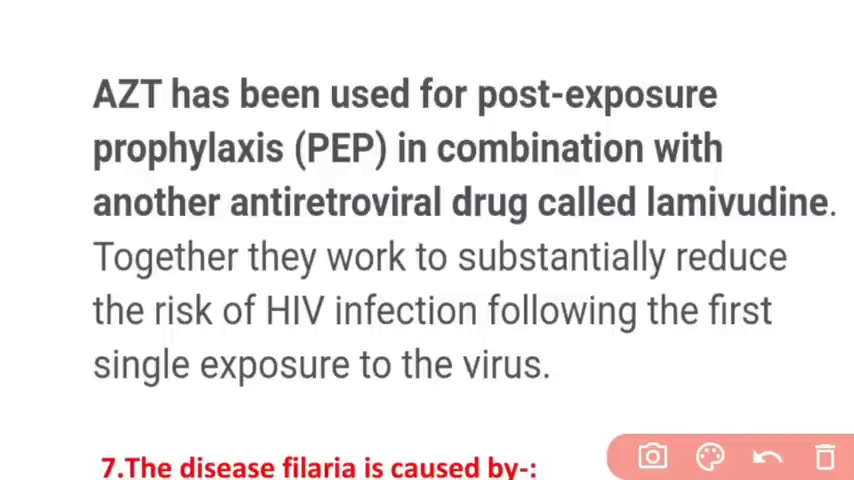 AZT has been used for post-exposure
prophylaxis (PEP) in combination with
another antiretroviral drug called lamivudine.
Together they work to substantially reduce
the risk of HIV infection following the first
single exposure to the virus.
7.The disease filaria is caused by-: